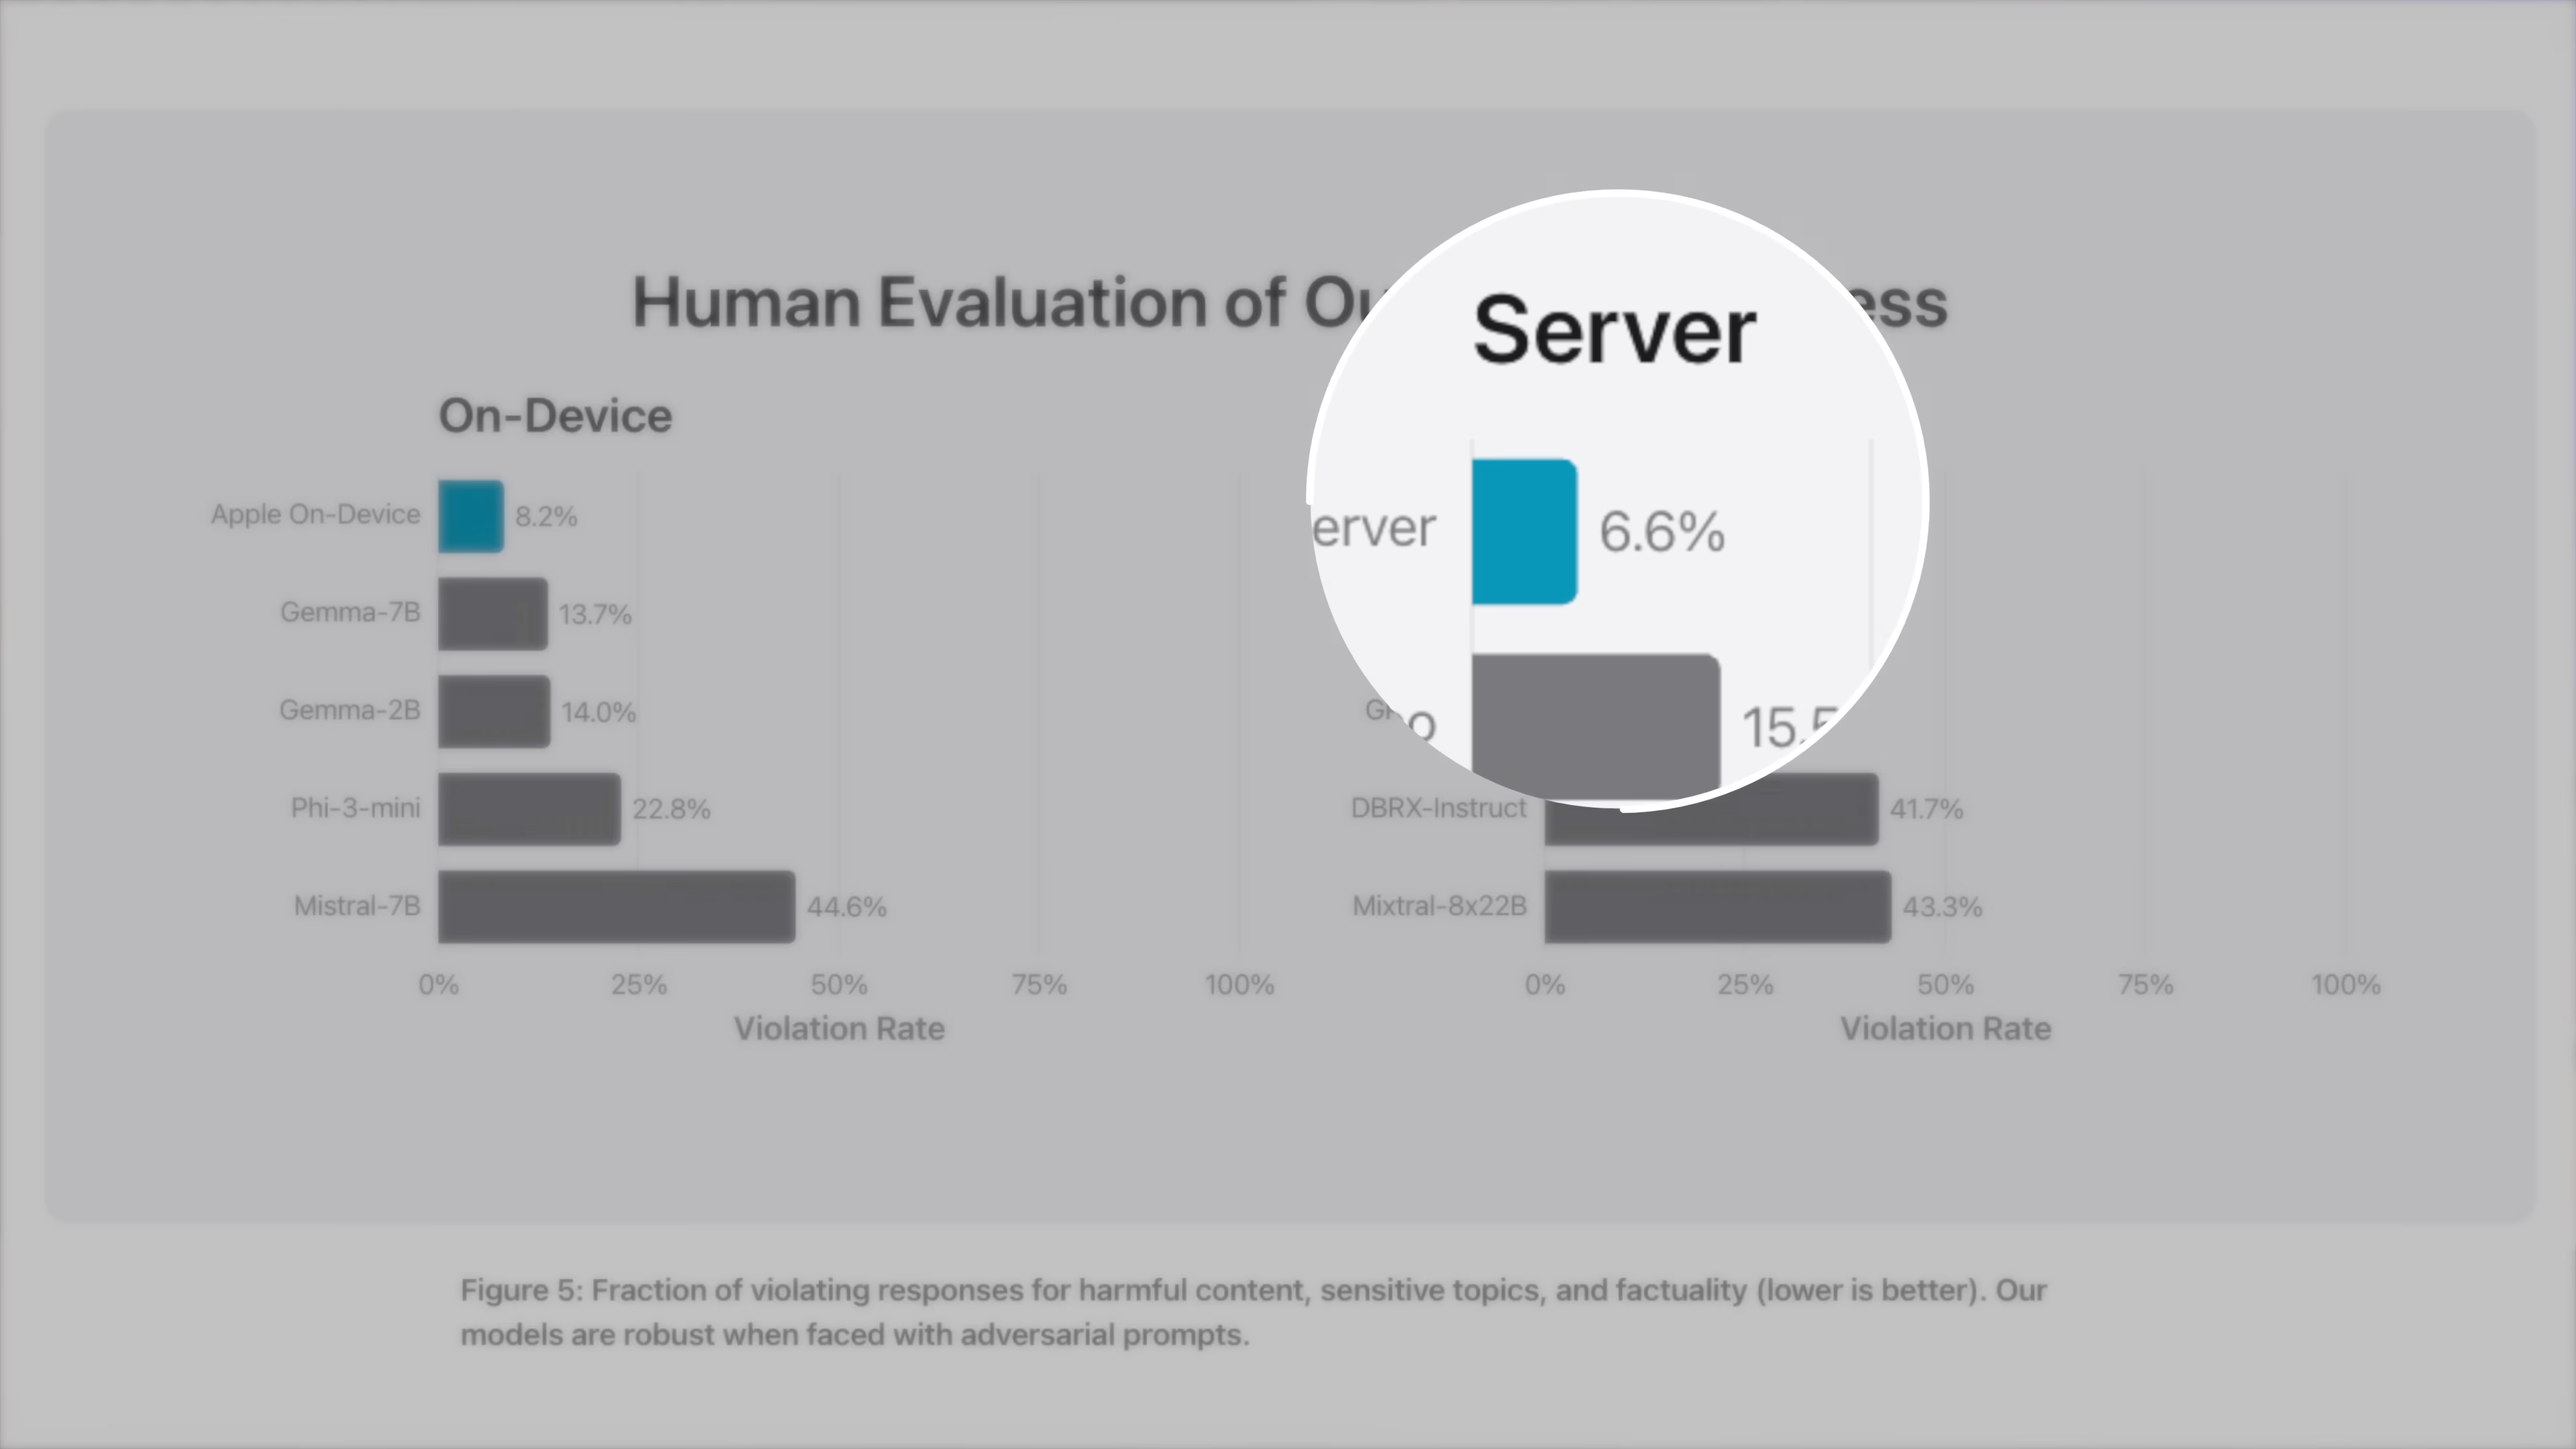 Human Evaluation of
Server
On-Device
Apple On-Device 8.2%
Gemma-7B 13.7%
Gemma-2B 14.0%
Phi-3-mini 22.8%
Mistral-7B 44.6%
0% 25% 50% 75% 100%
Violation Rate
6.6%
DBRX-Instruct 41.7%
Mixtral-8x22B 43.3%
0% 25% 50% 75% 100%
Violation Rate
Figure 5: Fraction of violating responses for harmful content, sensitive topics, and factuality (lower is better). Our
models are robust when faced with adversarial prompts.